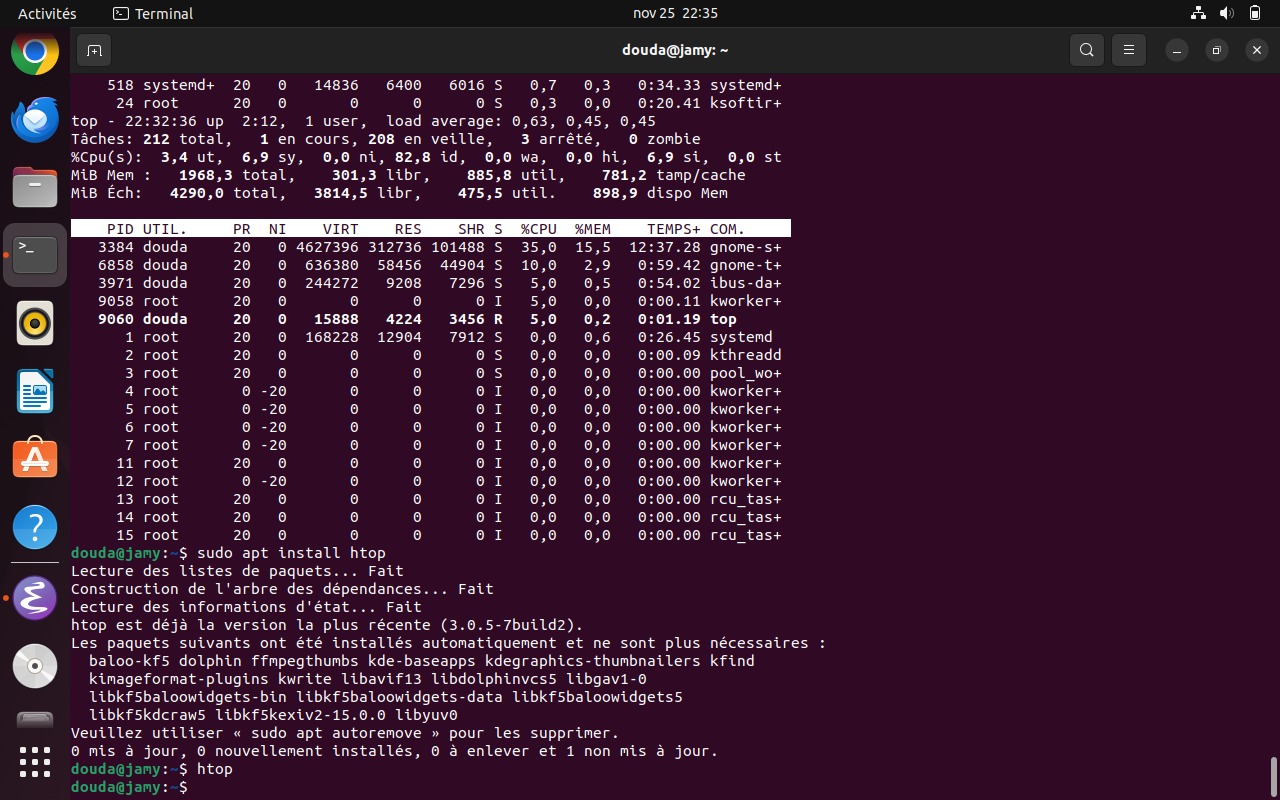 Activités
Terminal
nov 25  22:35
douda@jamy: ~
    518 systemd+  20   0   14836   6400   6016 S   0,7   0,3   0:34.33 systemd+
     24 root      20   0       0      0      0 S   0,3   0,0   0:20.41 ksoftir+
top - 22:32:36 up  2:12,  1 user,  load average: 0,63, 0,45, 0,45
Tâches: 212 total,   1 en cours, 208 en veille,   3 arrêté,   0 zombie
%Cpu(s):  3,4 ut,  6,9 sy,  0,0 ni, 82,8 id,  0,0 wa,  0,0 hi,  6,9 si,  0,0 st
MiB Mem :   1968,3 total,    301,3 libr,    885,8 util,    781,2 tamp/cache
MiB Éch:   4290,0 total,   3814,5 libr,    475,5 util.    898,9 dispo Mem
    PID UTIL.     PR  NI    VIRT    RES    SHR S  %CPU  %MEM    TEMPS+ COM.
   3384 douda     20   0 4627396 312736 101488 S  35,0  15,5  12:37.28 gnome-s+
   6858 douda     20   0  636380  58456  44904 S  10,0   2,9   0:59.42 gnome-t+
   3971 douda     20   0  244272   9208   7296 S   5,0   0,5   0:54.02 ibus-da+
   9058 root      20   0       0      0      0 I   5,0   0,0   0:00.11 kworker+
   9060 douda     20   0   15888   4224   3456 R   5,0   0,2   0:01.19 top
      1 root      20   0  168228  12904   7912 S   0,0   0,6   0:26.45 systemd
      2 root      20   0       0      0      0 S   0,0   0,0   0:00.09 kthreadd
      3 root      20   0       0      0      0 S   0,0   0,0   0:00.00 pool_wo+
      4 root       0 -20       0      0      0 I   0,0   0,0   0:00.00 kworker+
      5 root       0 -20       0      0      0 I   0,0   0,0   0:00.00 kworker+
      6 root       0 -20       0      0      0 I   0,0   0,0   0:00.00 kworker+
      7 root       0 -20       0      0      0 I   0,0   0,0   0:00.00 kworker+
     11 root      20   0       0      0      0 I   0,0   0,0   0:00.00 kworker+
     12 root       0 -20       0      0      0 I   0,0   0,0   0:00.00 kworker+
     13 root      20   0       0      0      0 I   0,0   0,0   0:00.00 rcu_tas+
     14 root      20   0       0      0      0 I   0,0   0,0   0:00.00 rcu_tas+
     15 root      20   0       0      0      0 I   0,0   0,0   0:00.00 rcu_tas+
douda@jamy:~$ sudo apt install htop
Lecture des listes de paquets... Fait
Construction de l'arbre des dépendances... Fait
Lecture des informations d'état... Fait
htop est déjà la version la plus récente (3.0.5-7build2).
Les paquets suivants ont été installés automatiquement et ne sont plus nécessaires :
  baloo-kf5 dolphin ffmpegthumbs kde-baseapps kdegraphics-thumbnailers kfind
  kimageformat-plugins kwrite libavif13 libdolphinvcs5 libgav1-0
  libkf5baloowidgets-bin libkf5baloowidgets-data libkf5baloowidgets5
  libkf5kdcraw5 libkf5kexiv2-15.0.0 libyuv0
Veuillez utiliser « sudo apt autoremove » pour les supprimer.
0 mis à jour, 0 nouvellement installés, 0 à enlever et 1 non mis à jour.
douda@jamy:~$ htop
douda@jamy:~$